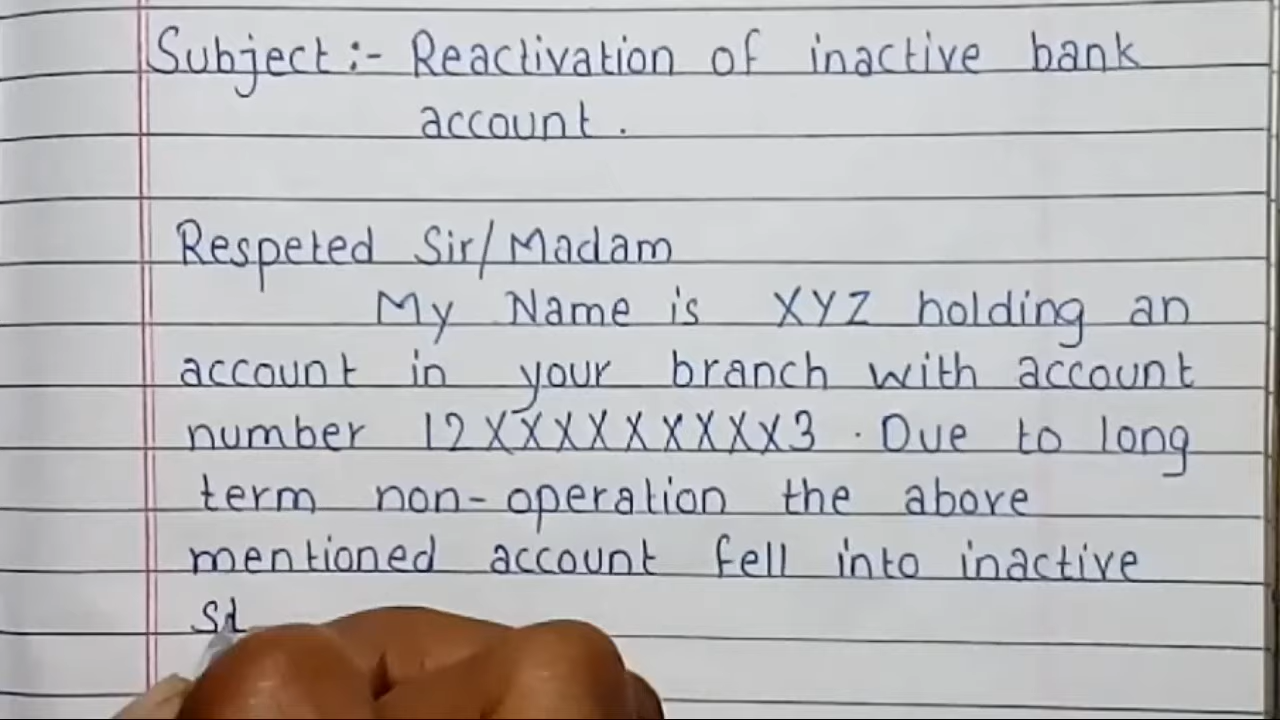 Subject:- Reactivation of inactive bank
account.
Respeted Sir/Madam
My Name is XYZ holding an
account in your branch with account
number 12XXXXXXXXX3. Due to long
term non-operation the above
mentioned account fell into inactive